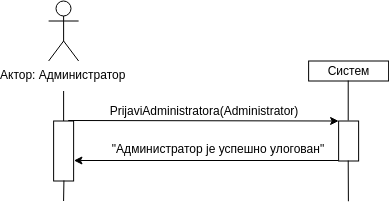 Актор: Администратор
Систем
PrijaviAdministratora(Administrator)
"Администратор је успешно улогован"